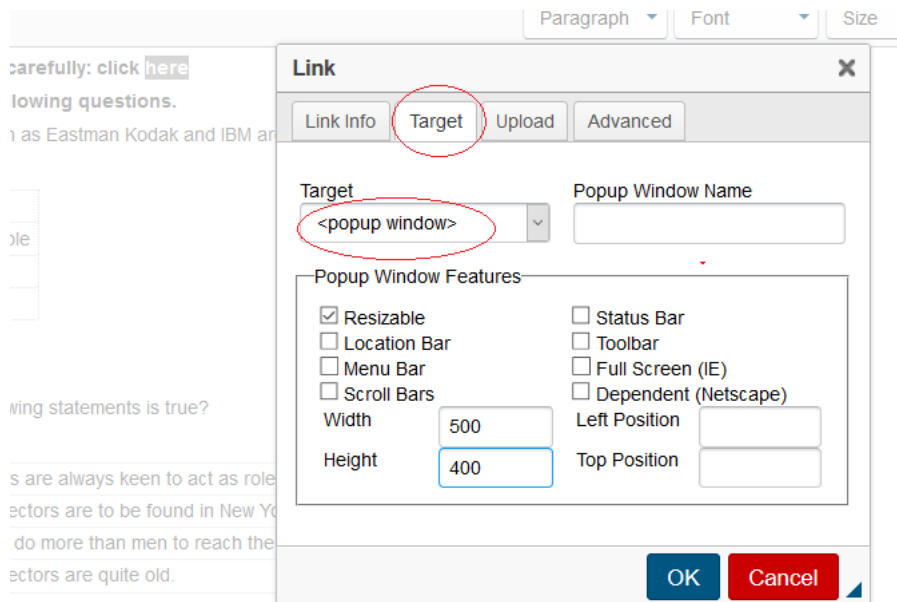 Paragraph Font Size
carefully: click here
lowing questions.
as Eastman Kodak and IBM ar
ole
wing statements is true?
s are always keen to act as role
ectors are to be found in New Yo
do more than men to reach the
ectors are quite old.
Link
Link Info Target Upload Advanced
Target Popup Window Name
<popup window>
Popup Window Features
Resizable Status Bar
Location Bar Toolbar
Menu Bar Full Screen (IE)
Scroll Bars Dependent (Netscape)
Width 500 Left Position
Height 400 Top Position
OK Cancel